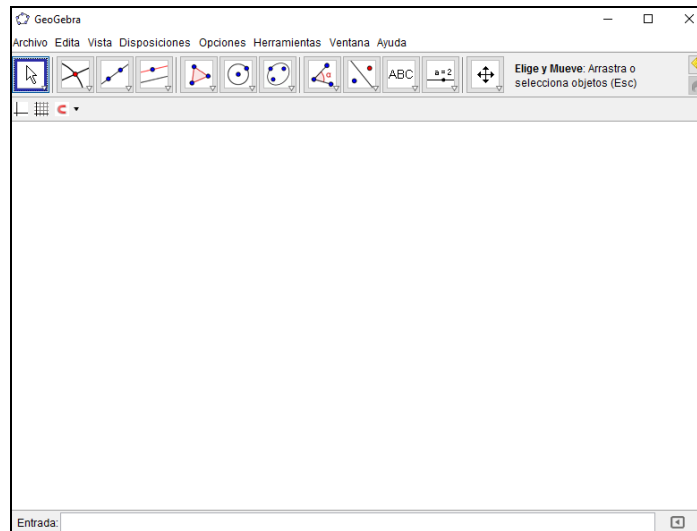 GeoGebra
Archivo Edita Vista Disposiciones Opciones Herramientas Ventana Ayuda
ABC
a = 2
α
Elige y Mueve: Arrastra o
selecciona objetos (Esc)
Entrada: